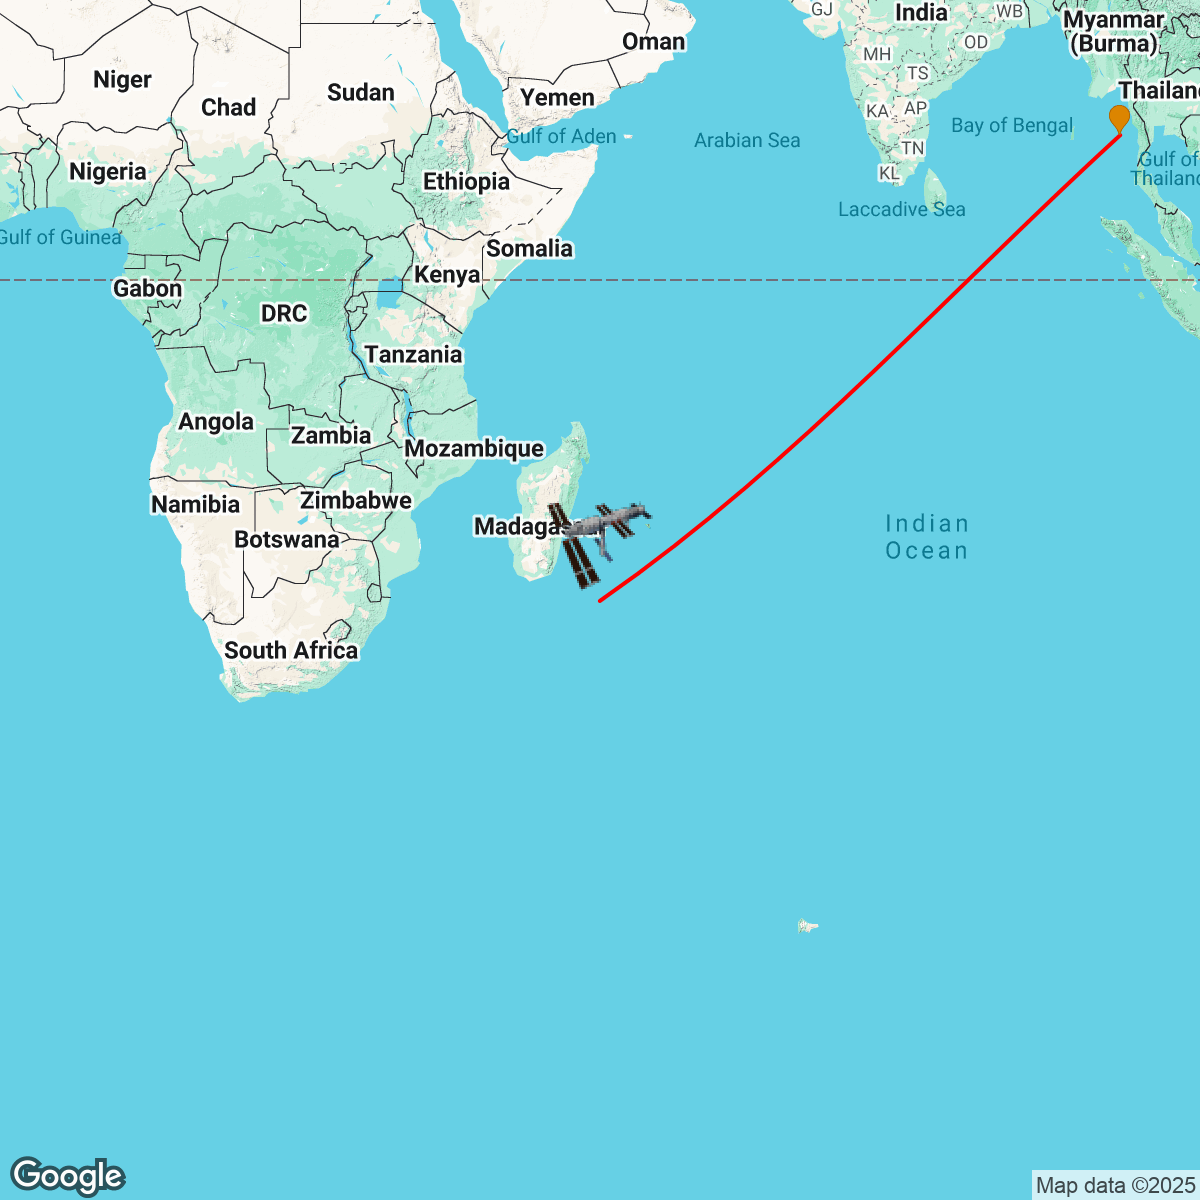 GJ
India
WB
Myanmar
(Burma)
Oman
MH
OD
TS
Niger
Chad
Sudan
Yemen
Thailan
KA
AP
Gulf of Aden
Arabian Sea
Bay of Bengal
TN
Nigeria
Ethiopia
KL
Gulf of
Thailand
Laccadive Sea
Gulf of Guinea
Somalia
Kenya
Gabon
DRC
Tanzania
Angola
Zambia
Mozambique
Namibia
Zimbabwe
Madagas
Botswana
Indian
Ocean
South Africa
Google
Map data ©2025